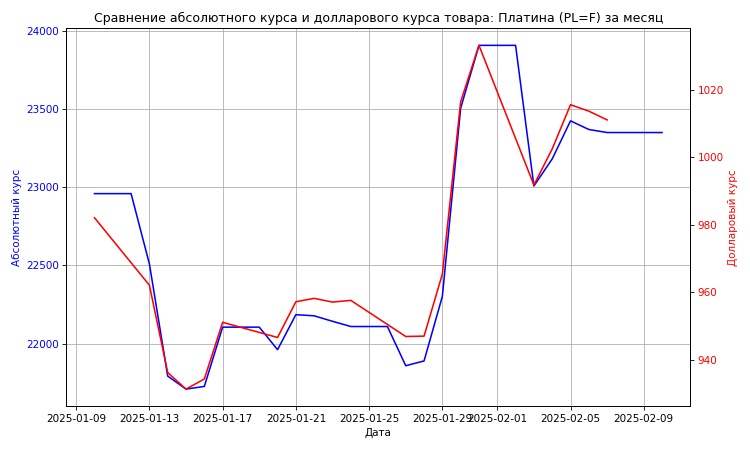 Сравнение абсолютного курса и долларового курса товара: Платина (PL=F) за месяц
24000
23500
23000
22500
22000
Абсолютный курс
1020
1000
980
960
940
Долларовый курс
2025-01-09 2025-01-13 2025-01-17 2025-01-21 2025-01-25 2025-01-29 2025-02-01 2025-02-05 2025-02-09
Дата